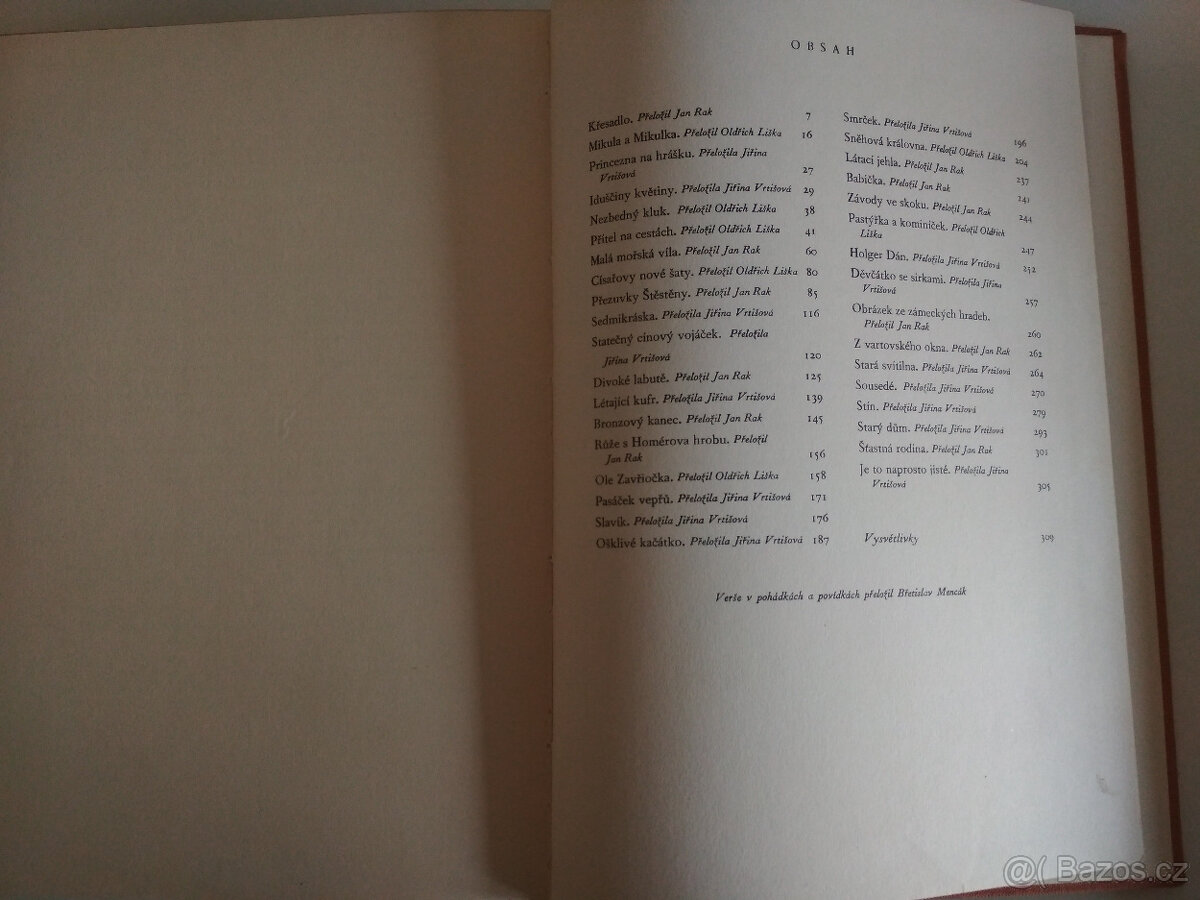 OBSAH
Křesadlo. Přeložil Jan Rak 7
Mikula a Mikulka. Přeložil Oldřich Liška 16
Princezna na hrášku. Přeložila Jiřina
Vrtišová 27
Iduščiny květiny. Přeložila Jiřina Vrtišová 29
Nezbedný kluk. Přeložil Oldřich Liška 38
Přítel na cestách. Přeložil Oldřich Liška 41
Malá mořská víla. Přeložil Jan Rak 60
Císařovy nové šaty. Přeložil Oldřich Liška 80
Přezuvky Štěstěny. Přeložil Jan Rak 85
Sedmikráska. Přeložila Jiřina Vrtišová 116
Statečný cínový vojáček. Přeložila
Jiřina Vrtišová 120
Divoké labutě. Přeložil Jan Rak 125
Létající kufr. Přeložila Jiřina Vrtišová 139
Bronzový kanec. Přeložil Jan Rak 145
Růže s Homérova hrobu. Přeložil
Jan Rak 156
Ole Zavřiočka. Přeložil Oldřich Liška 158
Pasáček vepřů. Přeložila Jiřina Vrtišová 171
Slavík. Přeložila Jiřina Vrtišová 176
Ošklivé kačátko. Přeložila Jiřina Vrtišová 187
Smrček. Přeložila Jiřina Vrtišová 196
Sněhová královna. Přeložil Oldřich Liška 204
Látací jehla. Přeložil Jan Rak 237
Babička. Přeložil Jan Rak 141
Závody ve skoku. Přeložil Jan Rak 244
Pastýřka a kominíček. Přeložil Oldřich
Liška 247
Holger Dán. Přeložila Jiřina Vrtišová 252
Děvčátko se sirkami. Přeložila Jiřina
Vrtišová 257
Obrázek ze zámeckých hradeb.
Přeložil Jan Rak 260
Z vartovského okna. Přeložil Jan Rak 262
Stará svítilna. Přeložila Jiřina Vrtišová 264
Sousedé. Přeložila Jiřina Vrtišová 270
Stín. Přeložila Jiřina Vrtišová 279
Starý dům. Přeložila Jiřina Vrtišová 293
Šťastná rodina. Přeložil Jan Rak 301
Je to naprosto jisté. Přeložila Jiřina
Vrtišová 305
Vysvětlivky 309
Verše v pohádkách a povídkách přeložil Břetislav Mencák
@( Bazos.cz